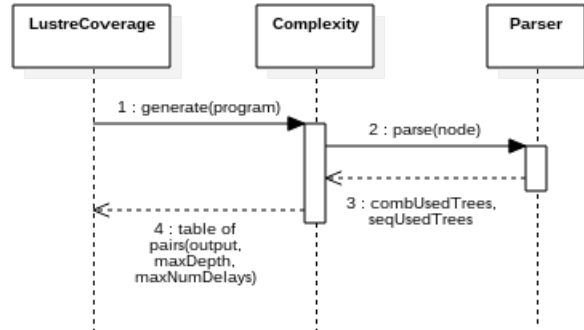 LustreCoverage
Complexity
Parser
1 : generate(program)
2 : parse(node)
3 : combUsedTrees,
seqUsedTrees
4 : table of
pairs(output,
maxDepth,
maxNumDelays)